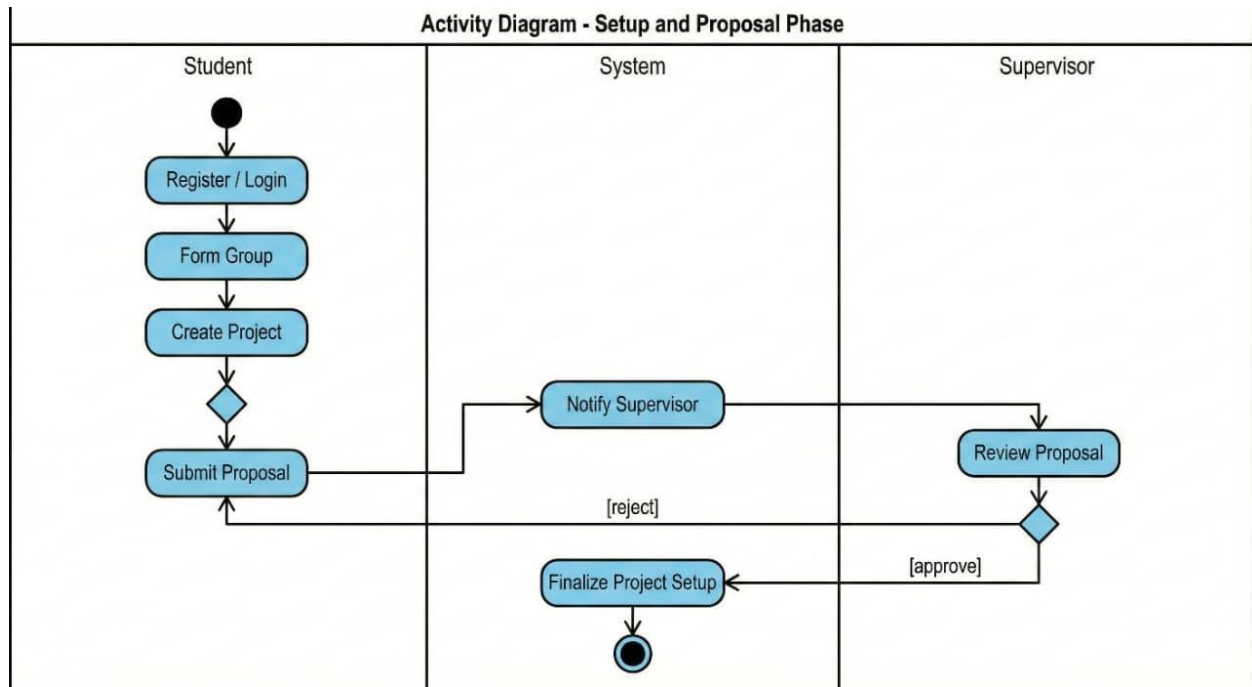 Activity Diagram - Setup and Proposal Phase
Student
System
Supervisor
Register / Login
Form Group
Create Project
Notify Supervisor
Submit Proposal
Review Proposal
[reject]
[approve]
Finalize Project Setup